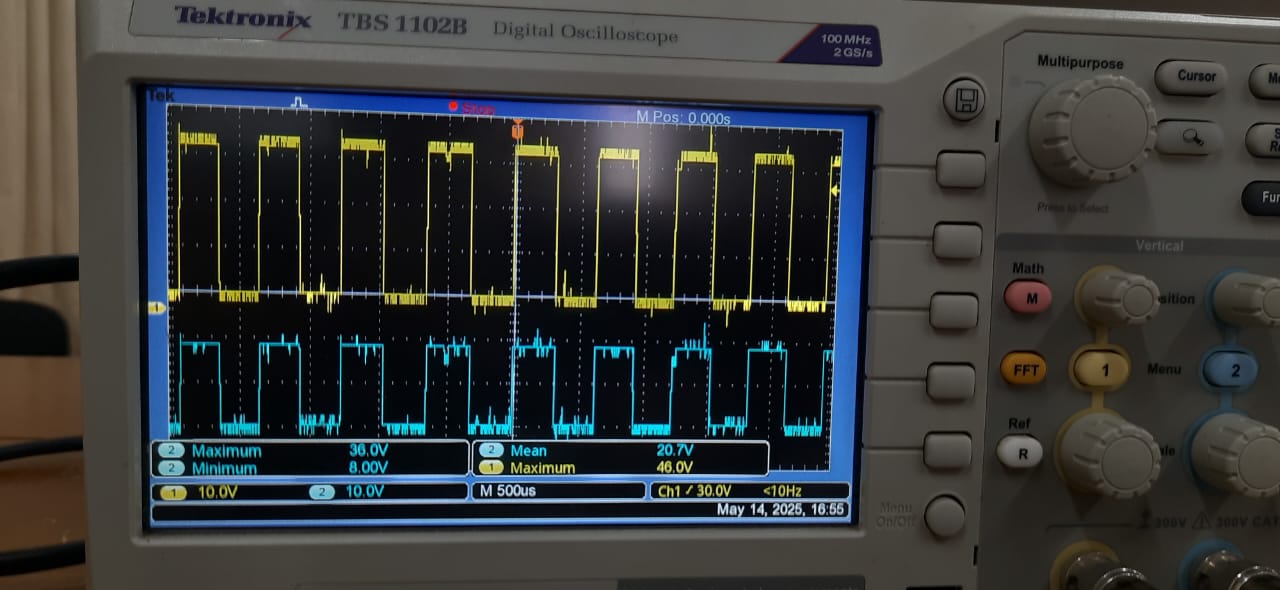 Tektronix TBS 1102B Digital Oscilloscope
100 MHz
2 GS/s
Tek Stop M Pos: 0.000s
Multipurpose
Cursor
Press to Select
Vertical
Math
M
FFT
1
Menu
2
Ref
R
1
2 Maximum 36.0V
2 Minimum 8.00V
2 Mean 20.7V
1 Maximum 46.0V
1 10.0V 2 10.0V M 500us Ch1 / 30.0V <10Hz
May 14, 2025, 16:55
Menu
On/Off
300V 300V CAT